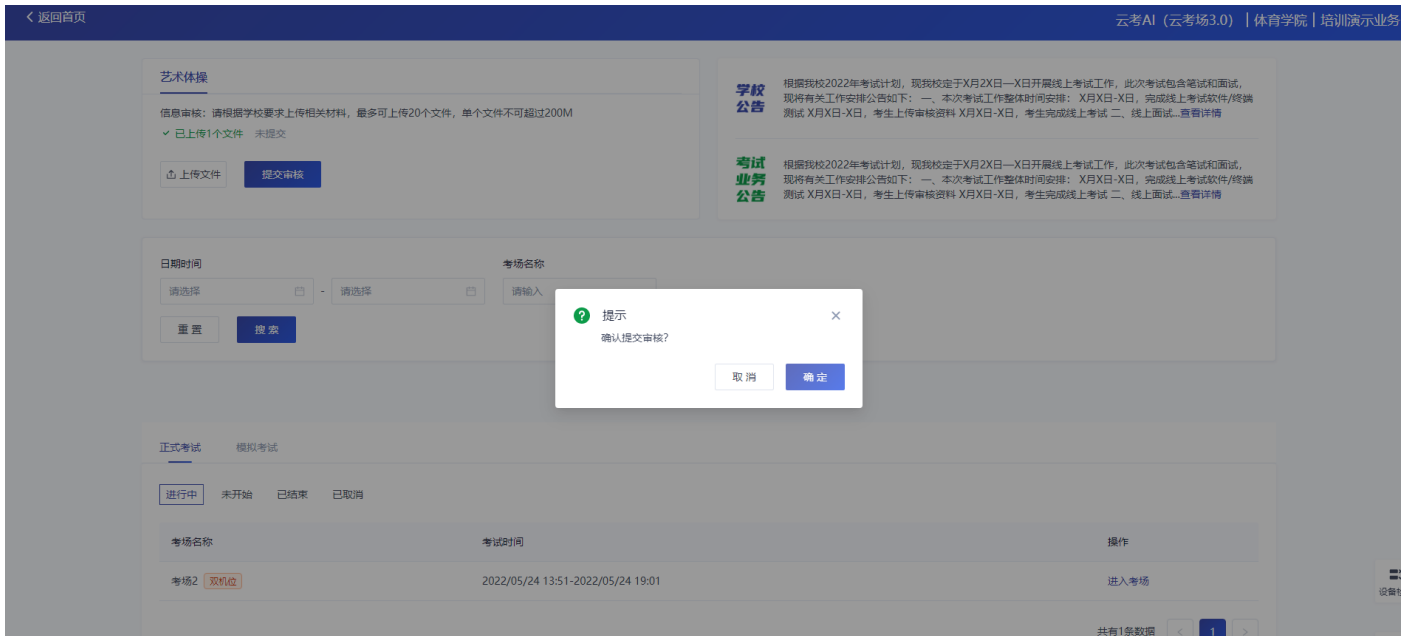 返回首页
云考AI（云考场3.0） | 体育学院 | 培训演示业务
艺术体操
信息审核：请根据学校要求上传相关材料，最多可上传20个文件，单个文件不可超过200M
已上传1个文件 未提交
上传文件
提交审核
学校
公告
根据我校2022年考试计划，现我校定于X月2X日—X日开展线上考试工作，此次考试包含笔试和面试，
现将有关工作安排公告如下： 一、本次考试工作整体时间安排： X月X日-X日，完成线上考试软件/终端
测试 X月X日-X日，考生上传审核资料 X月X日-X日，考生完成线上考试 二、线上面试...查看详情
考试
业务
公告
根据我校2022年考试计划，现我校定于X月2X日—X日开展线上考试工作，此次考试包含笔试和面试，
现将有关工作安排公告如下： 一、本次考试工作整体时间安排： X月X日-X日，完成线上考试软件/终端
测试 X月X日-X日，考生上传审核资料 X月X日-X日，考生完成线上考试 二、线上面试...查看详情
日期时间
考场名称
请选择 - 请选择
请输入
重置
搜索
提示
确认提交审核?
取消
确定
正式考试
模拟考试
进行中
未开始
已结束
已取消
考场名称
考试时间
操作
考场2 双机位
2022/05/24 13:51-2022/05/24 19:01
进入考场
共有1条数据 < 1 >